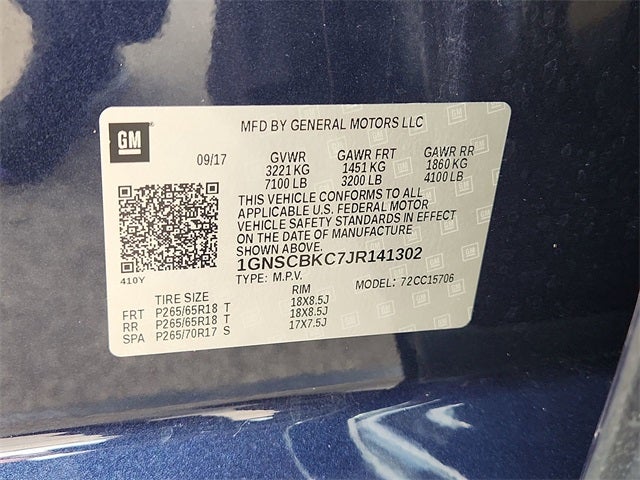 GM
MFD BY GENERAL MOTORS LLC
09/17 GVWR GAWR FRT GAWR RR
3221 KG 1451 KG 1860 KG
7100 LB 3200 LB 4100 LB
THIS VEHICLE CONFORMS TO ALL
APPLICABLE U.S. FEDERAL MOTOR
VEHICLE SAFETY STANDARDS IN EFFECT
ON THE DATE OF MANUFACTURE
SHOWN ABOVE.
1GNSCBKC7JR141302
410Y TYPE: M.P.V. MODEL: 72CC15706
TIRE SIZE RIM
FRT P265/65R18 T 18X8.5J
RR P265/65R18 T 18X8.5J
SPA P265/70R17 S 17X7.5J